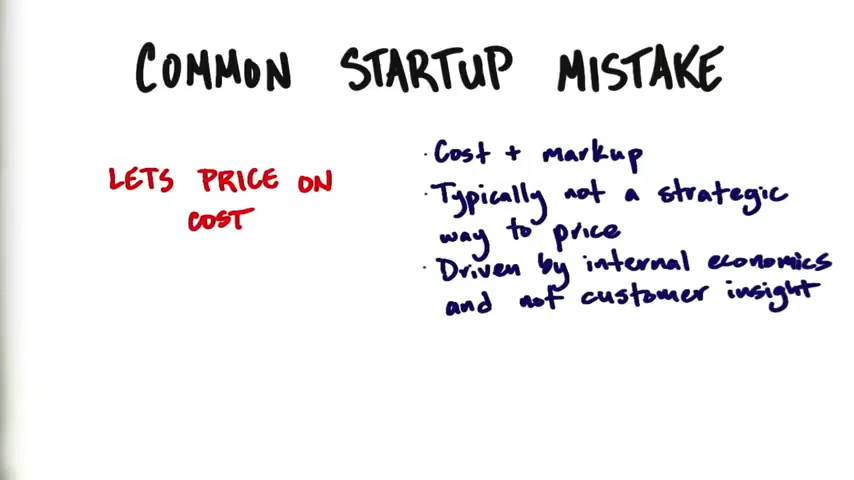 COMMON STARTUP MISTAKE
LETS PRICE ON
COST
· Cost + markup
· Typically not a strategic
way to price
· Driven by internal economics
and not customer insight